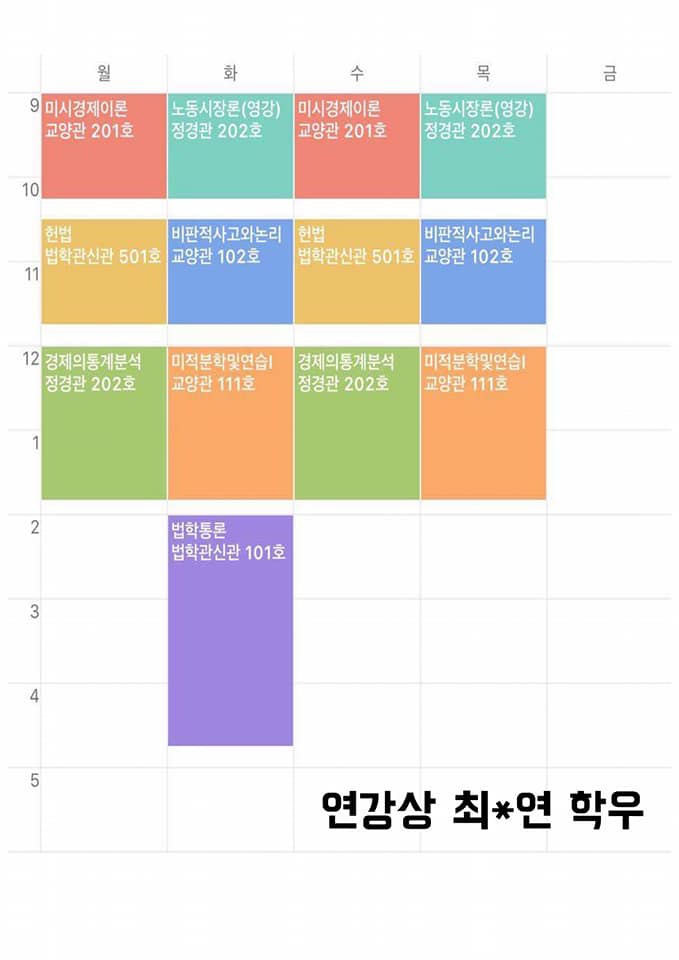 월 화 수 목 금
9
미시경제이론
교양관 201호
노동시장론(영강)
정경관 202호
미시경제이론
교양관 201호
노동시장론(영강)
정경관 202호
10
헌법
법학관신관 501호
비판적사고와논리
교양관 102호
헌법
법학관신관 501호
비판적사고와논리
교양관 102호
11
12
경제의통계분석
정경관 202호
미적분학및연습I
교양관 111호
경제의통계분석
정경관 202호
미적분학및연습I
교양관 111호
1
2
법학통론
법학관신관 101호
3
4
5
연강상 최*연 학우